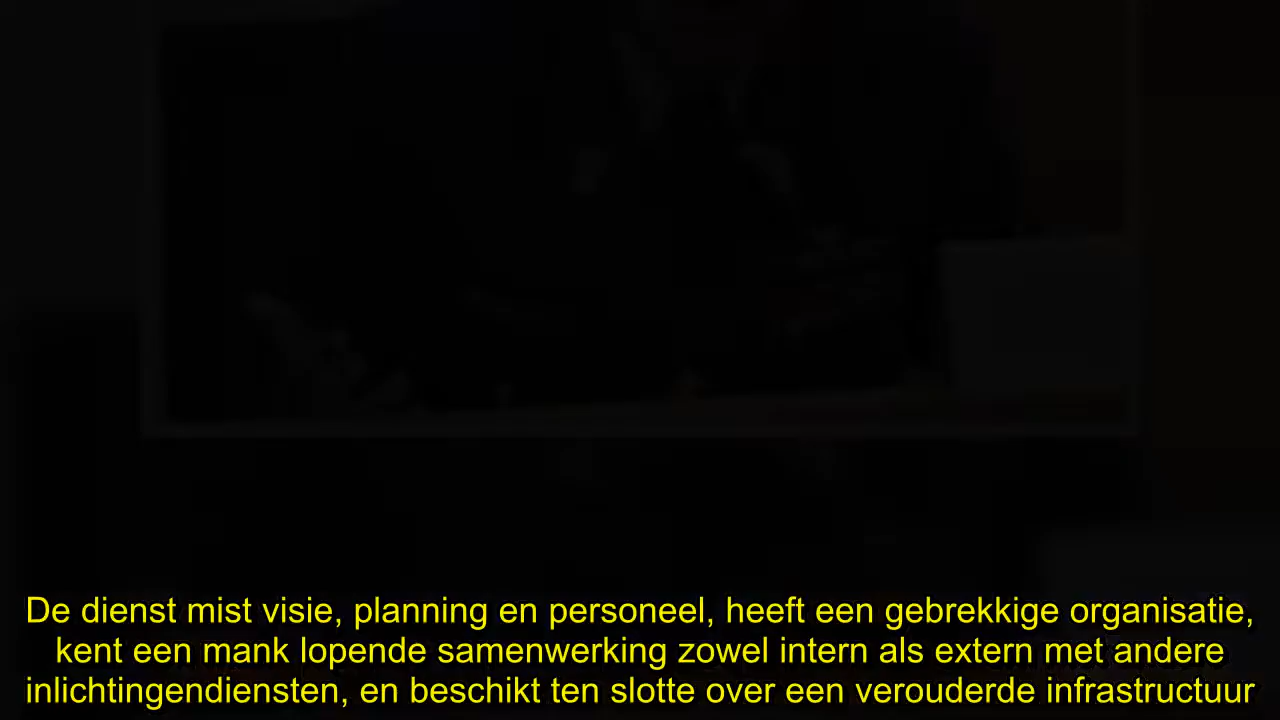 De dienst mist visie, planning en personeel, heeft een gebrekkige organisatie,
kent een mank lopende samenwerking zowel intern als extern met andere
inlichtingendiensten, en beschikt ten slotte over een verouderde infrastructuur